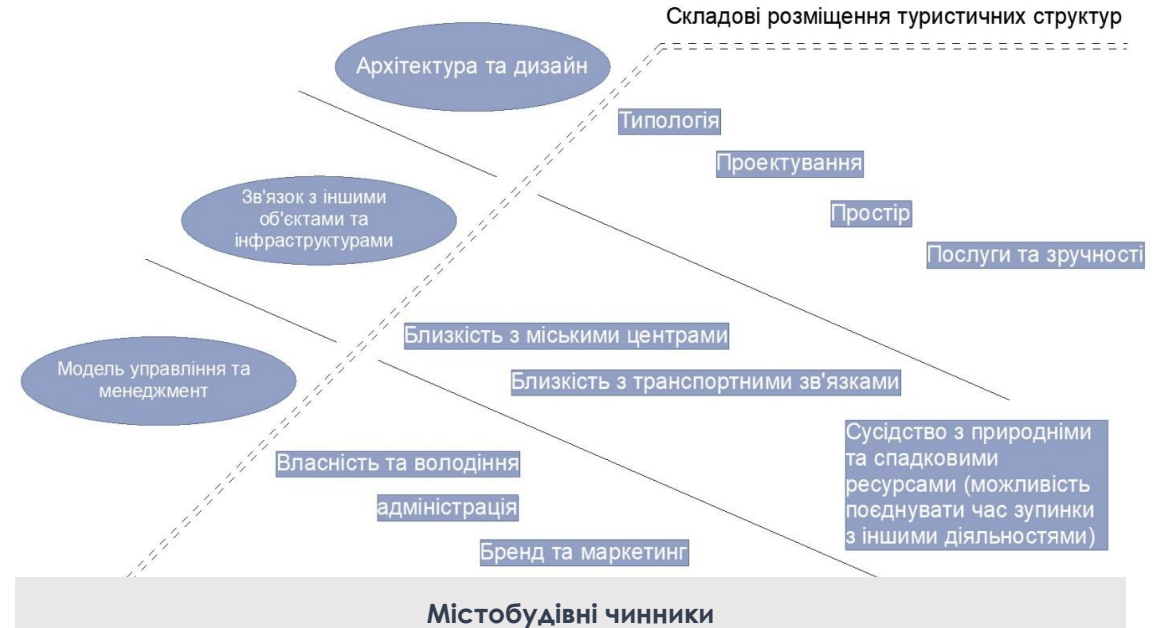 Складові розміщення туристичних структур
Архітектура та дизайн
Типологія
Проектування
Простір
Послуги та зручності
Зв'язок з іншими
об'єктами та
інфраструктурами
Близкість з міськими центрами
Близкість з транспортними зв'язками
Сусідство з природніми
та спадковими
ресурсами (можливість
поєднувати час зупинки
з іншими діяльностями)
Модель управління та
менеджмент
Власність та володіння
адміністрація
Бренд та маркетинг
Містобудівні чинники